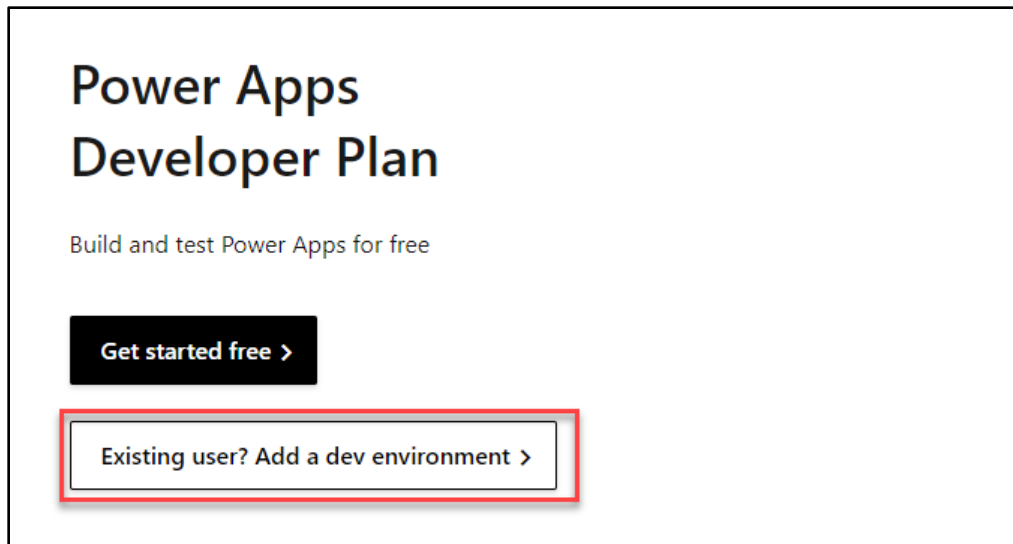 Power Apps
Developer Plan
Build and test Power Apps for free
Get started free >
Existing user? Add a dev environment >